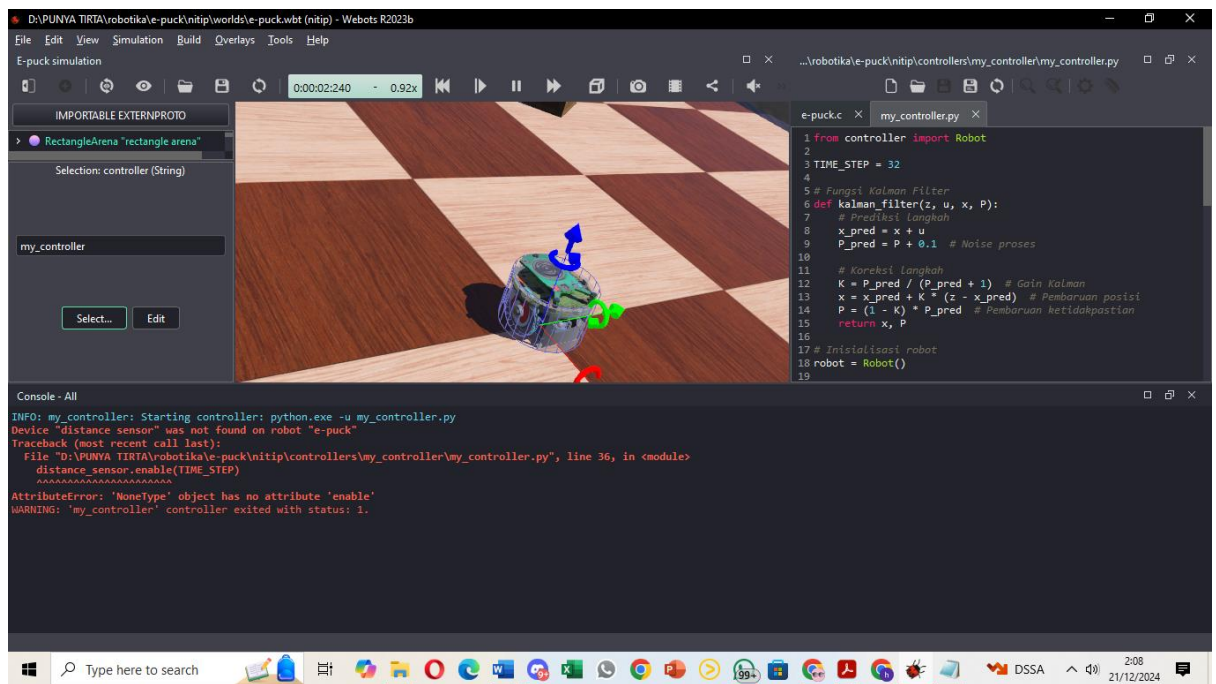 D:\PUNYA TIRTA\robotika\e-puck\nitip\worlds\e-puck.wbt (nitip) - Webots R2023b
File Edit View Simulation Build Overlays Tools Help
E-puck simulation
0:00:02:240 - 0.92x
IMPORTABLE EXTERNPROTO
RectangleArena "rectangle arena"
Selection: controller (String)
my_controller
Select... Edit
...\robotika\e-puck\nitip\controllers\my_controller\my_controller.py
e-puck.c my_controller.py
1 from controller import Robot
2
3 TIME_STEP = 32
4
5 # Fungsi Kalman Filter
6 def kalman_filter(z, u, x, P):
7 # Prediksi langkah
8 x_pred = x + u
9 P_pred = P + 0.1 # Noise proses
10
11 # Koreksi langkah
12 K = P_pred / (P_pred + 1) # Gain Kalman
13 x = x_pred + K * (z - x_pred) # Pembaruan posisi
14 P = (1 - K) * P_pred # Pembaruan ketidakpastian
15 return x, P
16
17 # Inisialisasi robot
18 robot = Robot()
19
Console - All
INFO: my_controller: Starting controller: python.exe -u my_controller.py
Device "distance sensor" was not found on robot "e-puck"
Traceback (most recent call last):
File "D:\PUNYA TIRTA\robotika\e-puck\nitip\controllers\my_controller\my_controller.py", line 36, in <module>
distance_sensor.enable(TIME_STEP)
^^^^^^^^^^^^^^^^^^^^^^
AttributeError: 'NoneType' object has no attribute 'enable'
WARNING: 'my_controller' controller exited with status: 1.
Type here to search
99+
DSSA
2:08
21/12/2024